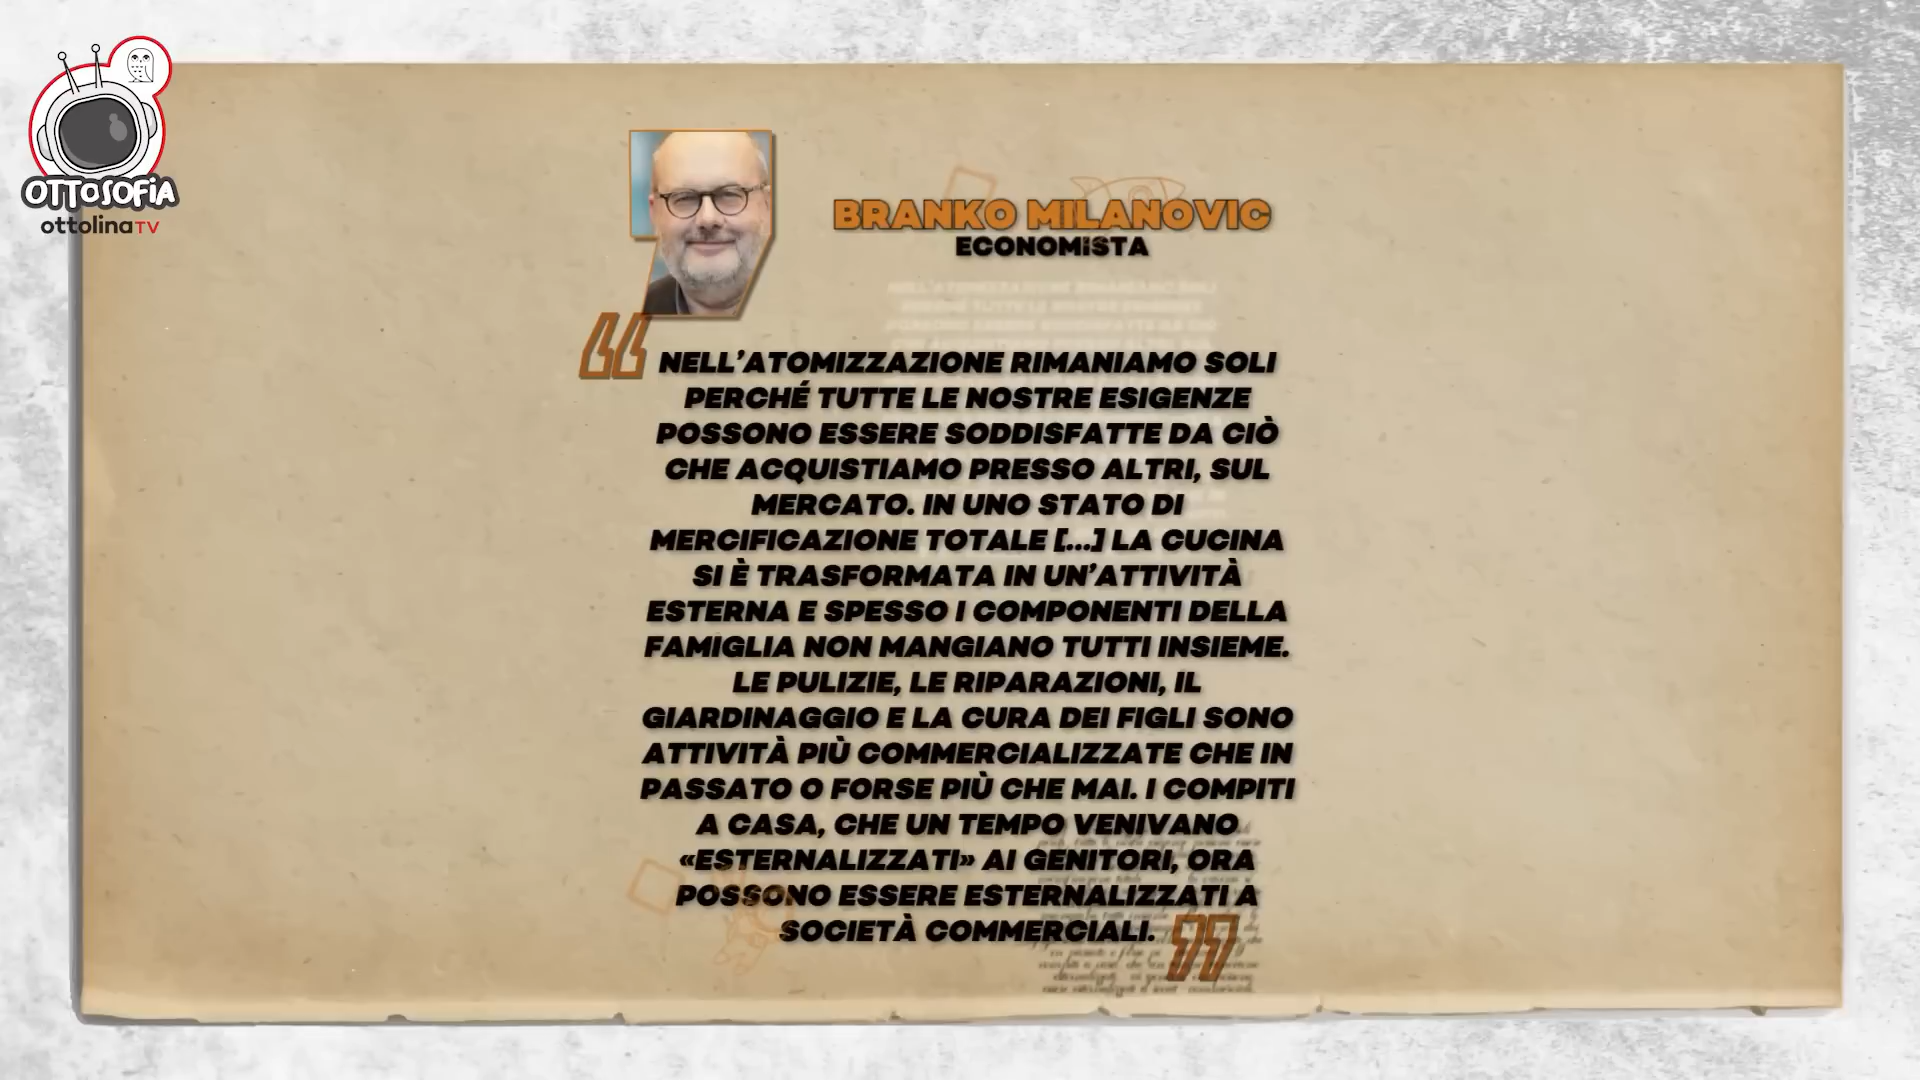 OTTOSOFiA
ottolinaTV
BRANKO MILANOVIC
ECONOMISTA
“ NELL’ATOMIZZAZIONE RIMANIAMO SOLI
PERCHÉ TUTTE LE NOSTRE ESIGENZE
POSSONO ESSERE SODDISFATTE DA CIÒ
CHE ACQUISTIAMO PRESSO ALTRI, SUL
MERCATO. IN UNO STATO DI
MERCIFICAZIONE TOTALE [...] LA CUCINA
SI È TRASFORMATA IN UN’ATTIVITÀ
ESTERNA E SPESSO I COMPONENTI DELLA
FAMIGLIA NON MANGIANO TUTTI INSIEME.
LE PULIZIE, LE RIPARAZIONI, IL
GIARDINAGGIO E LA CURA DEI FIGLI SONO
ATTIVITÀ PIÙ COMMERCIALIZZATE CHE IN
PASSATO O FORSE PIÙ CHE MAI. I COMPITI
A CASA, CHE UN TEMPO VENIVANO
«ESTERNALIZZATI» AI GENITORI, ORA
POSSONO ESSERE ESTERNALIZZATI A
SOCIETÀ COMMERCIALI. ”